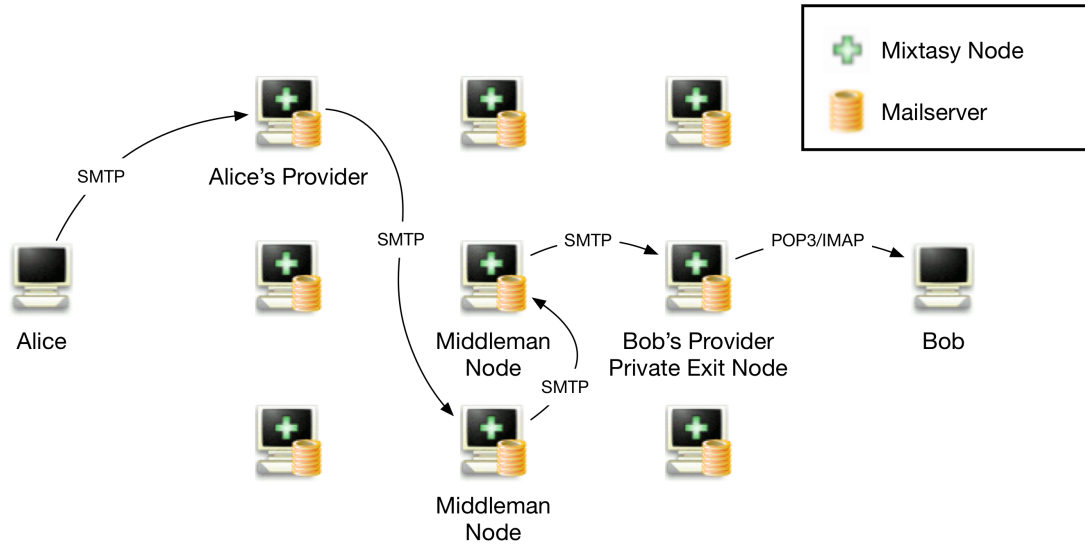 Mixtasy Node
Mailserver
SMTP
Alice's Provider
SMTP
SMTP
POP3/IMAP
Alice
Middleman
Node
Bob's Provider
Private Exit Node
Bob
SMTP
Middleman
Node